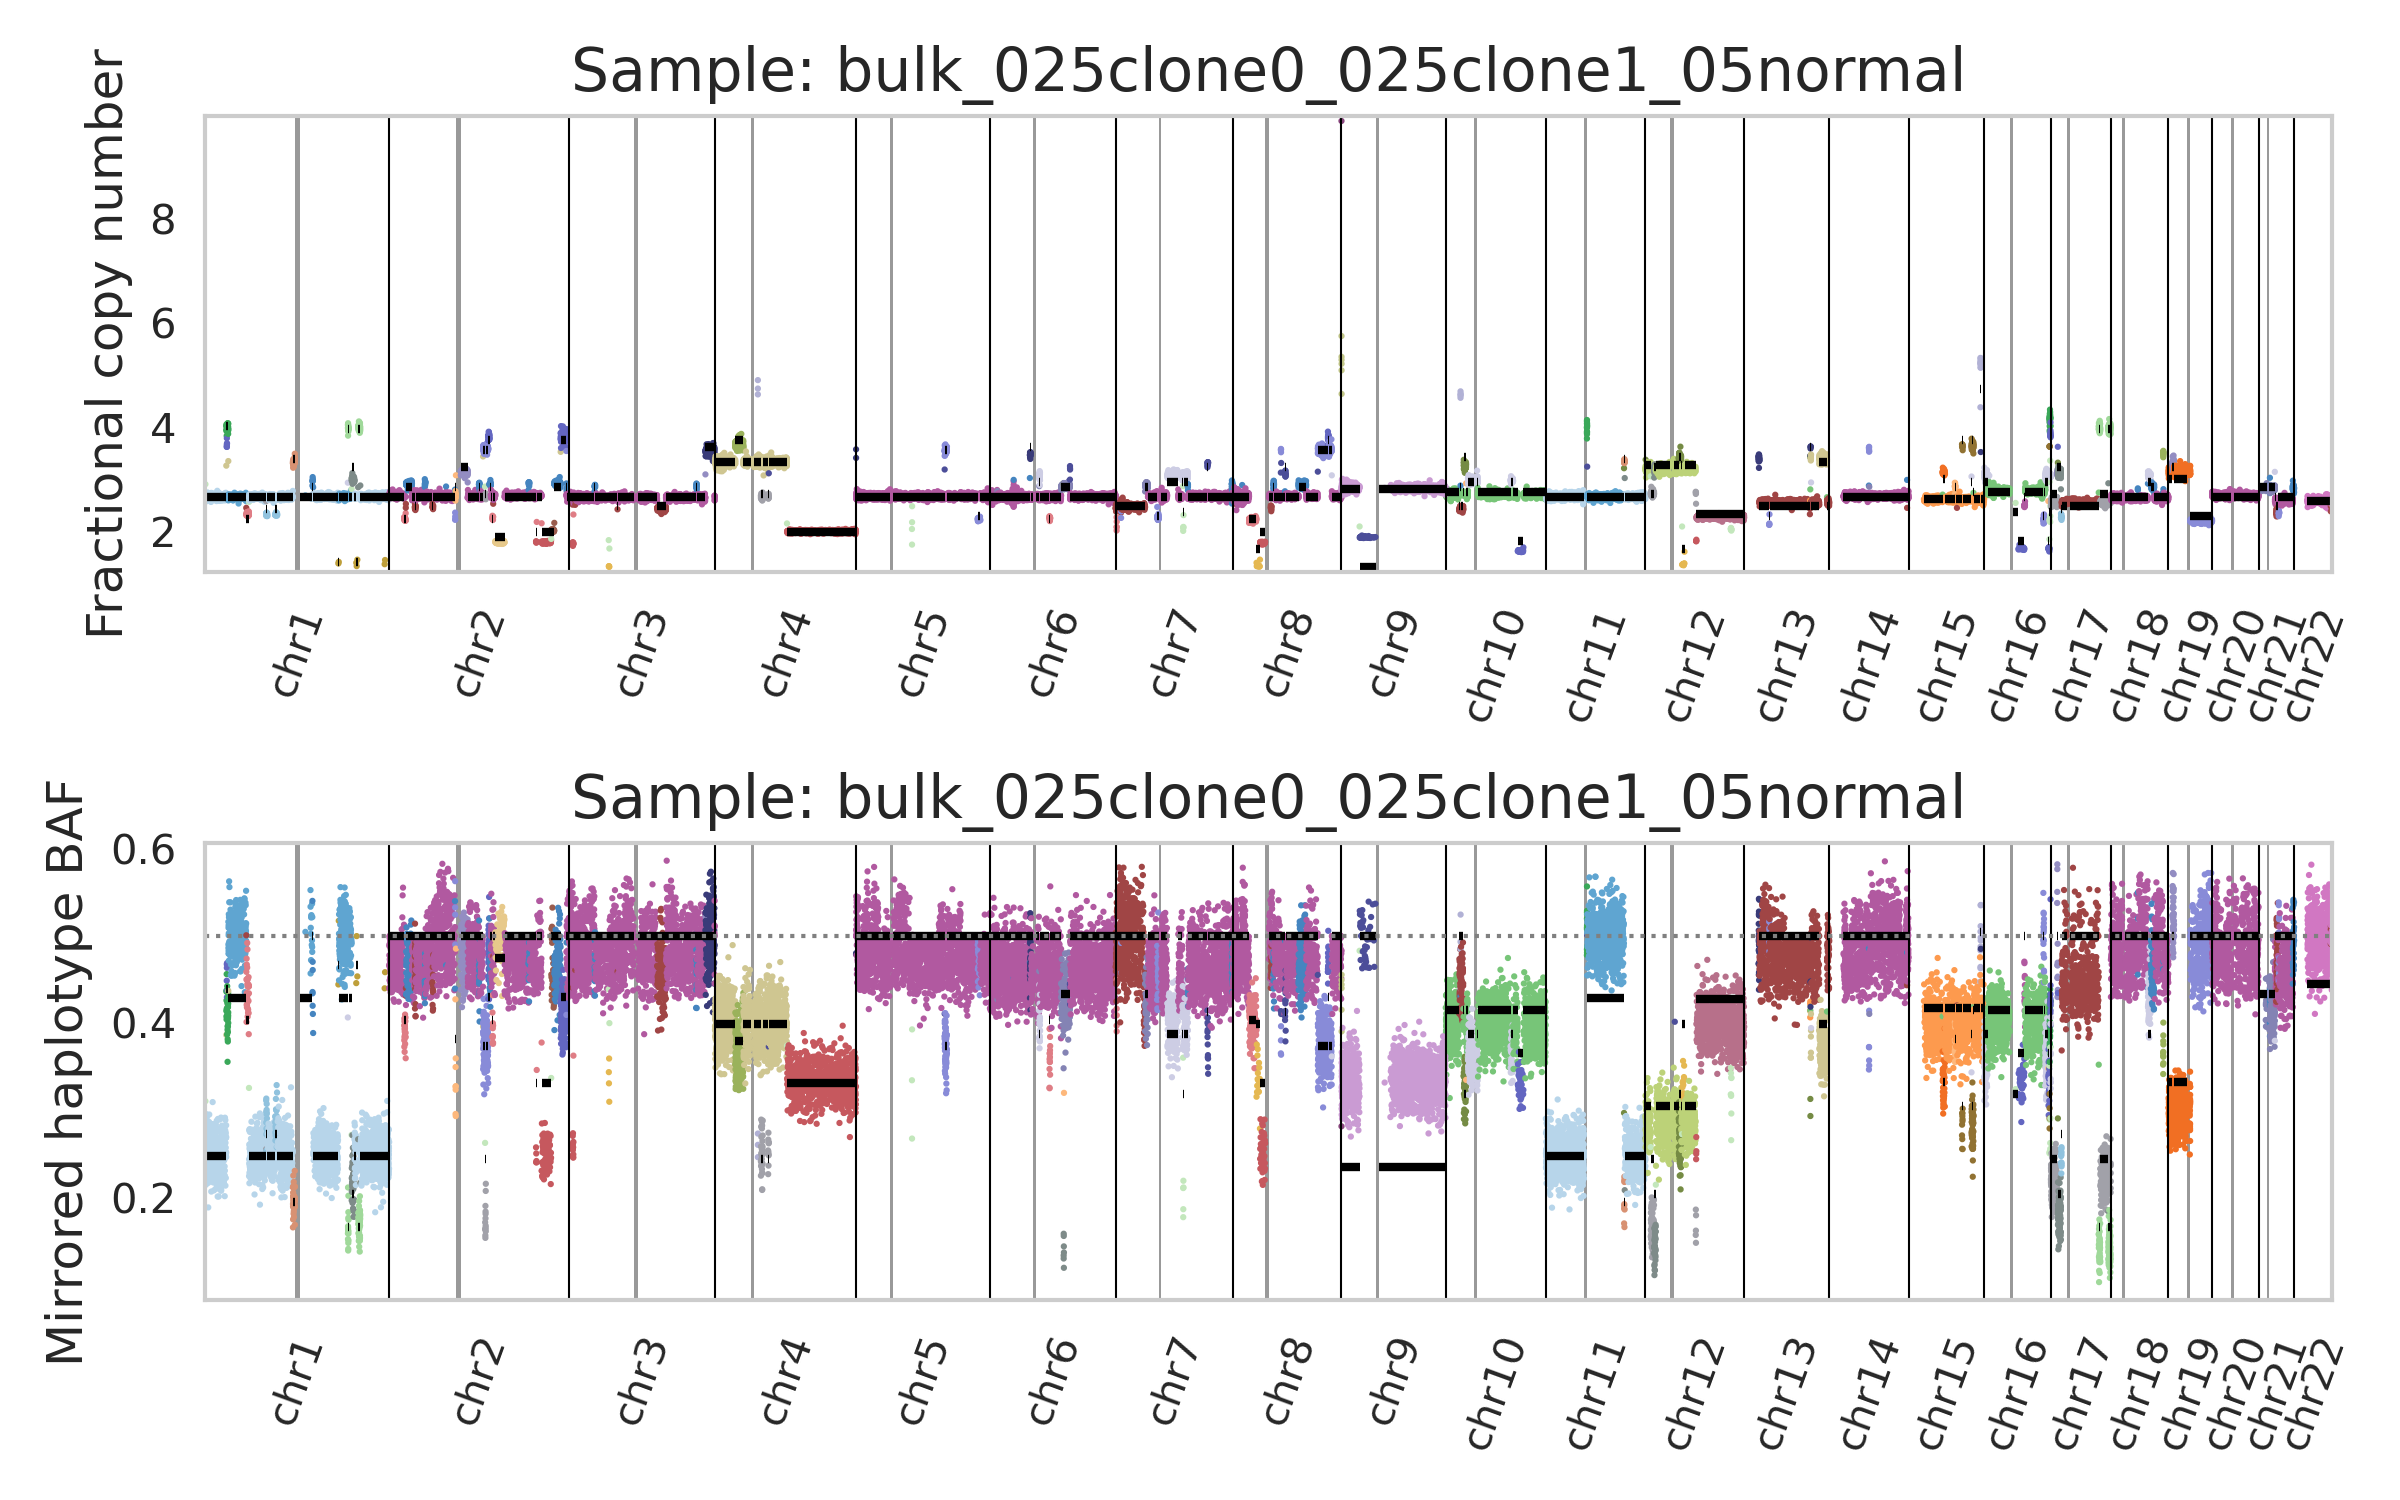 Sample: bulk_025clone0_025clone1_05normal
Fractional copy number
8
6
4
2
chr1
chr2
chr3
chr4
chr5
chr6
chr7
chr8
chr9
chr10
chr11
chr12
chr13
chr14
chr15
chr16
chr17
chr18
chr19
chr20
chr21
chr22
Sample: bulk_025clone0_025clone1_05normal
Mirrored haplotype BAF
0.6
0.4
0.2
chr1
chr2
chr3
chr4
chr5
chr6
chr7
chr8
chr9
chr10
chr11
chr12
chr13
chr14
chr15
chr16
chr17
chr18
chr19
chr20
chr21
chr22